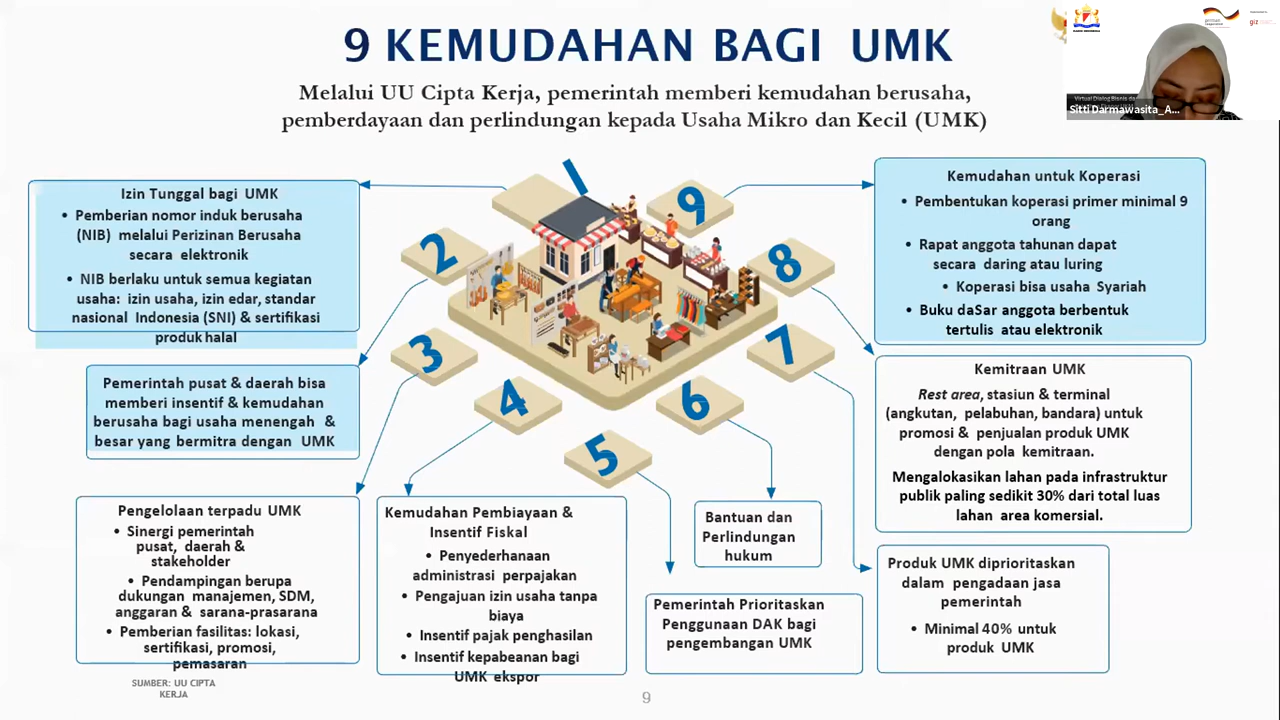 9 KEMUDAHAN BAGI UMK
Melalui UU Cipta Kerja, pemerintah memberi kemudahan berusaha,
pemberdayaan dan perlindungan kepada Usaha Mikro dan Kecil (UMK)
Sitti Darmawasita_A...
1
Izin Tunggal bagi UMK
• Pemberian nomor induk berusaha
(NIB) melalui Perizinan Berusaha
secara elektronik
• NIB berlaku untuk semua kegiatan
usaha: izin usaha, izin edar, standar
nasional Indonesia (SNI) & sertifikasi
produk halal
2
Pemerintah pusat & daerah bisa
memberi insentif & kemudahan
berusaha bagi usaha menengah &
besar yang bermitra dengan UMK
3
Pengelolaan terpadu UMK
• Sinergi pemerintah
pusat, daerah &
stakeholder
• Pendampingan berupa
dukungan manajemen, SDM,
anggaran & sarana-prasarana
• Pemberian fasilitas: lokasi,
sertifikasi, promosi,
pemasaran
4
Kemudahan Pembiayaan &
Insentif Fiskal
• Penyederhanaan
administrasi perpajakan
• Pengajuan izin usaha tanpa
biaya
• Insentif pajak penghasilan
• Insentif kepabeanan bagi
UMK ekspor
5
Pemerintah Prioritaskan
Penggunaan DAK bagi
pengembangan UMK
6
Bantuan dan
Perlindungan
hukum
7
Produk UMK diprioritaskan
dalam pengadaan jasa
pemerintah
• Minimal 40% untuk
produk UMK
8
Kemitraan UMK
Rest area, stasiun & terminal
(angkutan, pelabuhan, bandara) untuk
promosi & penjualan produk UMK
dengan pola kemitraan.
Mengalokasikan lahan pada infrastruktur
publik paling sedikit 30% dari total luas
lahan area komersial.
9
Kemudahan untuk Koperasi
• Pembentukan koperasi primer minimal 9
orang
• Rapat anggota tahunan dapat
secara daring atau luring
• Koperasi bisa usaha Syariah
• Buku daSar anggota berbentuk
tertulis atau elektronik
SUMBER: UU CIPTA
KERJA
9